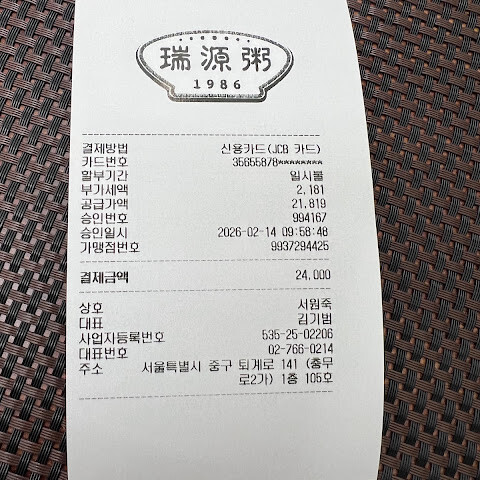 瑞源粥
1986
결제방법 신용카드(JCB 카드)
카드번호 35655878********
할부기간 일시불
부가세액 2,181
공급가액 21,819
승인번호 994167
승인일시 2026-02-14 09:58:48
가맹점번호 9937294425
결제금액 24,000
상호 서원죽
대표 김기범
사업자등록번호 535-25-02206
대표번호 02-766-0214
주소 서울특별시 중구 퇴계로 141 (충무
로2가) 1층 105호